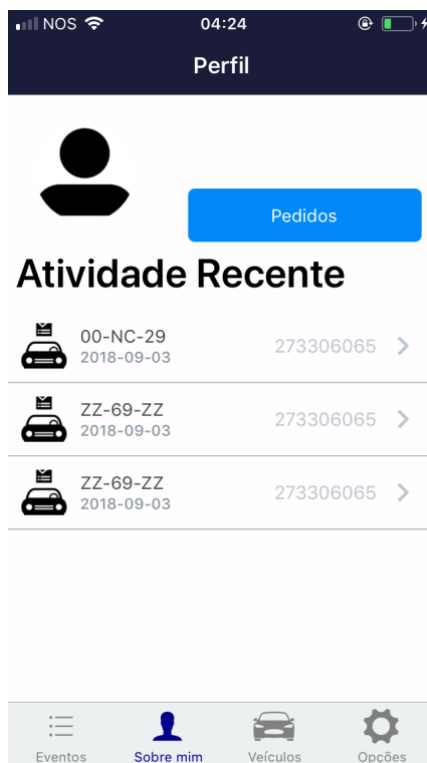 NOS 04:24
Perfil
Pedidos
Atividade Recente
00-NC-29
2018-09-03 273306065
ZZ-69-ZZ
2018-09-03 273306065
ZZ-69-ZZ
2018-09-03 273306065
Eventos Sobre mim Veículos Opções